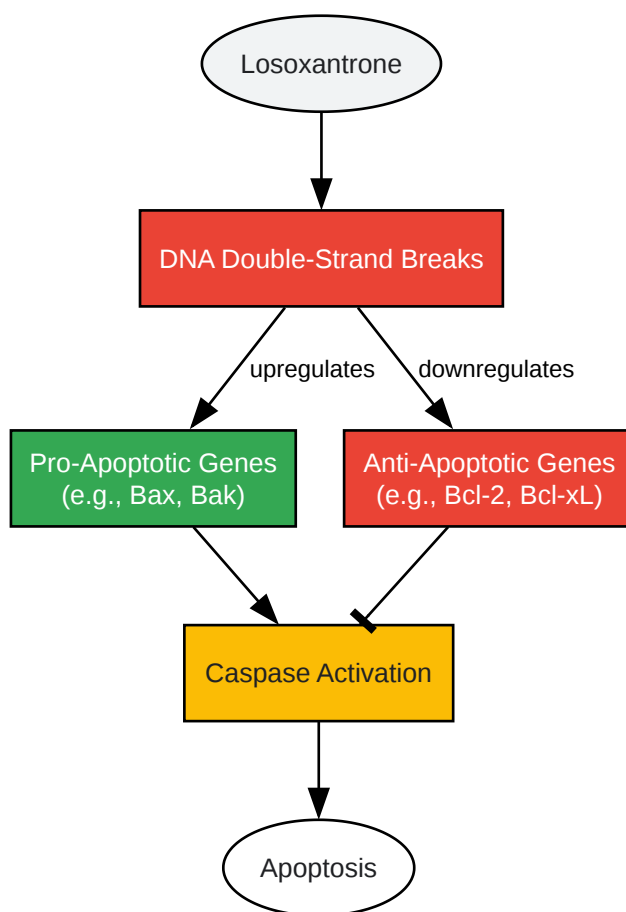 Losoxantrone
DNA Double-Strand Breaks
upregulates
downregulates
Pro-Apoptotic Genes
(e.g., Bax, Bak)
Anti-Apoptotic Genes
(e.g., Bcl-2, Bcl-xL)
Caspase Activation
Apoptosis